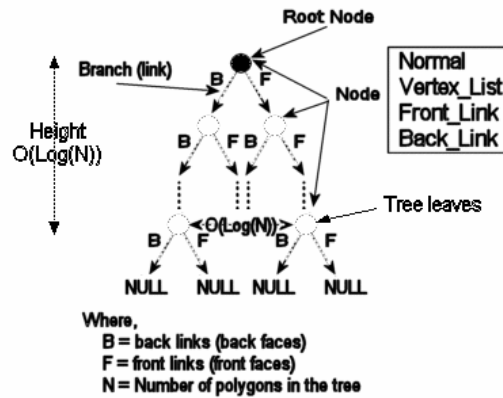 Root Node
Branch (link)
B F
Node
Normal
Vertex_List
Front_Link
Back_Link
Height
O(Log(N))
B F B F
Tree leaves
B F O(Log(N)) B F
NULL NULL NULL NULL
Where,
B = back links (back faces)
F = front links (front faces)
N = Number of polygons in the tree